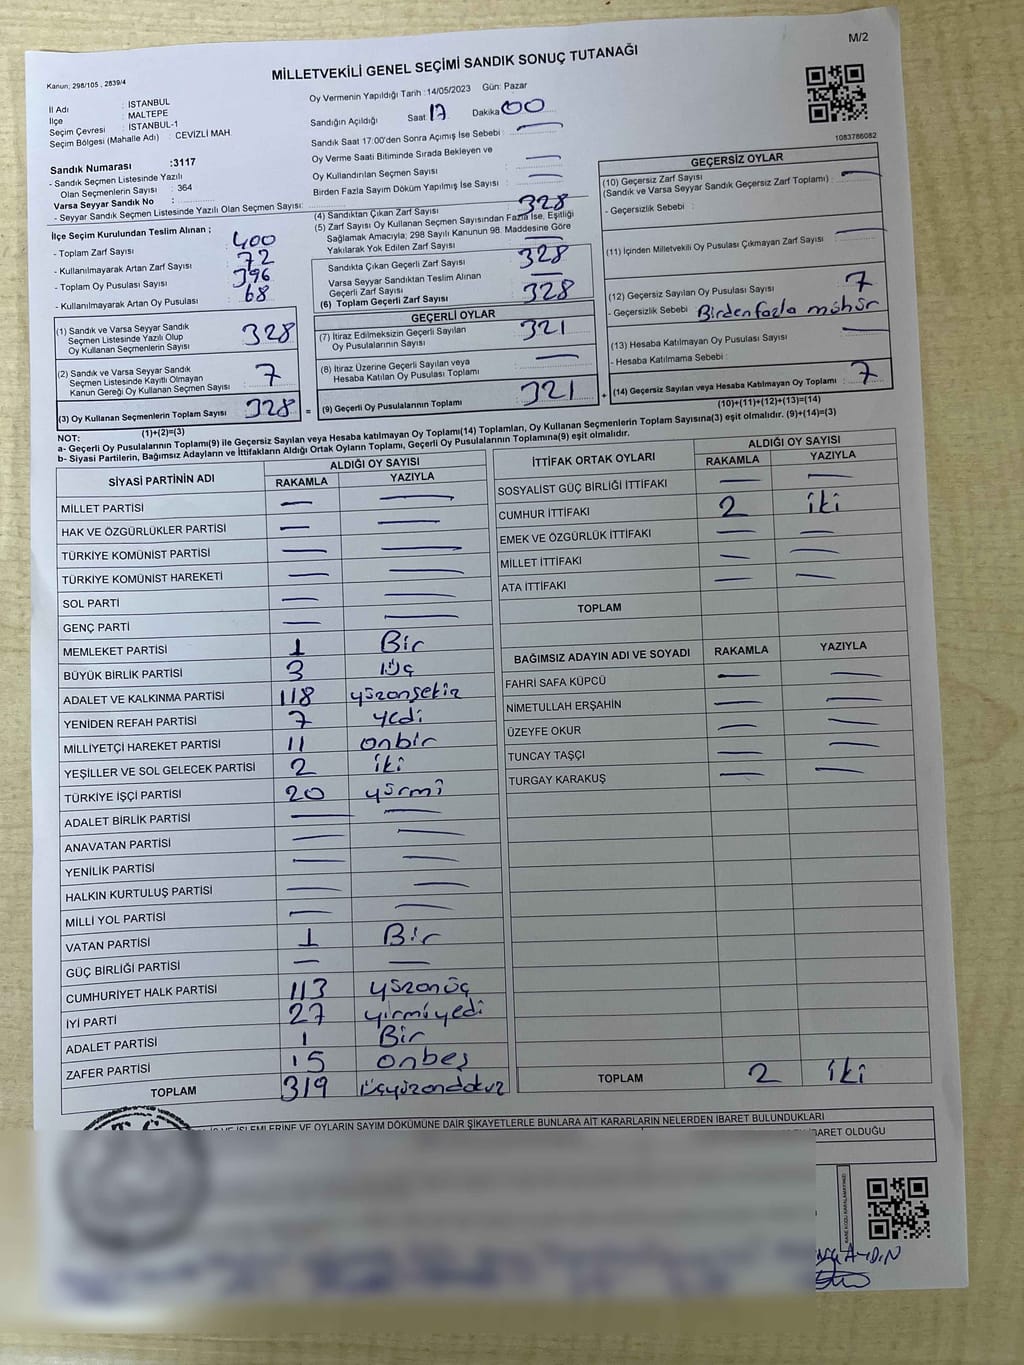 M/2
Kanun; 298/105 , 2839/4
MİLLETVEKİLİ GENEL SEÇİMİ SANDIK SONUÇ TUTANAĞI
İl Adı : ISTANBUL
İlçe : MALTEPE
Seçim Çevresi : ISTANBUL-1
Seçim Bölgesi (Mahalle Adı) : CEVIZLI MAH.
Oy Vermenin Yapıldığı Tarih : 14/05/2023 Gün: Pazar
Sandığın Açıldığı Saat 17 Dakika 00
Sandık Saat 17:00'den Sonra Açımış İse Sebebi : —
Oy Verme Saati Bitiminde Sırada Bekleyen ve
Oy Kullandırılan Seçmen Sayısı : —
Birden Fazla Sayım Döküm Yapılmış İse Sayısı : —
1083786082
Sandık Numarası :3117
- Sandık Seçmen Listesinde Yazılı
Olan Seçmenlerin Sayısı : 364
Varsa Seyyar Sandık No :
- Seyyar Sandık Seçmen Listesinde Yazılı Olan Seçmen Sayısı:
İlçe Seçim Kurulundan Teslim Alınan ;
- Toplam Zarf Sayısı 400
- Kullanılmayarak Artan Zarf Sayısı 72
- Toplam Oy Pusulası Sayısı 396
- Kullanılmayarak Artan Oy Pusulası 68
(1) Sandık ve Varsa Seyyar Sandık
Seçmen Listesinde Yazılı Olup
Oy Kullanan Seçmenlerin Sayısı 328
(2) Sandık ve Varsa Seyyar Sandık
Seçmen Listesinde Kayıtlı Olmayan
Kanun Gereği Oy Kullanan Seçmen Sayısı 7
(3) Oy Kullanan Seçmenlerin Toplam Sayısı 328 =
(1)+(2)=(3)
(4) Sandıktan Çıkan Zarf Sayısı 328
(5) Zarf Sayısı Oy Kullanan Seçmen Sayısından Fazla İse, Eşitliği
Sağlamak Amacıyla; 298 Sayılı Kanunun 98. Maddesine Göre
Yakılarak Yok Edilen Zarf Sayısı —
Sandıkta Çıkan Geçerli Zarf Sayısı 328
Varsa Seyyar Sandıktan Teslim Alınan
Geçerli Zarf Sayısı —
(6) Toplam Geçerli Zarf Sayısı 328
GEÇERLİ OYLAR
(7) İtiraz Edilmeksizin Geçerli Sayılan
Oy Pusulalarının Sayısı 321
(8) İtiraz Üzerine Geçerli Sayılan veya
Hesaba Katılan Oy Pusulası Toplamı —
(9) Geçerli Oy Pusulalarının Toplamı 321 +
GEÇERSİZ OYLAR
(10) Geçersiz Zarf Sayısı —
(Sandık ve Varsa Seyyar Sandık Geçersiz Zarf Toplamı)
- Geçersizlik Sebebi :
(11) İçinden Milletvekili Oy Pusulası Çıkmayan Zarf Sayısı —
(12) Geçersiz Sayılan Oy Pusulası Sayısı 7
- Geçersizlik Sebebi Birden fazla mühür
(13) Hesaba Katılmayan Oy Pusulası Sayısı —
- Hesaba Katılmama Sebebi :
(14) Geçersiz Sayılan veya Hesaba Katılmayan Oy Toplamı 7
(10)+(11)+(12)+(13)=(14)
NOT:
a- Geçerli Oy Pusulalarının Toplamı(9) ile Geçersiz Sayılan veya Hesaba katılmayan Oy Toplamı(14) Toplamları, Oy Kullanan Seçmenlerin Toplam Sayısına(3) eşit olmalıdır. (9)+(14)=(3)
b- Siyasi Partilerin, Bağımsız Adayların ve İttifakların Aldığı Ortak Oyların Toplamı, Geçerli Oy Pusulalarının Toplamına(9) eşit olmalıdır.
SİYASİ PARTİNİN ADI ALDIĞI OY SAYISI
RAKAMLA YAZIYLA
MİLLET PARTİSİ — —
HAK VE ÖZGÜRLÜKLER PARTİSİ — —
TÜRKİYE KOMÜNİST PARTİSİ — —
TÜRKİYE KOMÜNİST HAREKETİ — —
SOL PARTİ — —
GENÇ PARTİ — —
MEMLEKET PARTİSİ 1 Bir
BÜYÜK BİRLİK PARTİSİ 3 üç
ADALET VE KALKINMA PARTİSİ 118 yüzonsekiz
YENİDEN REFAH PARTİSİ 7 yedi
MİLLİYETÇİ HAREKET PARTİSİ 11 onbir
YEŞİLLER VE SOL GELECEK PARTİSİ 2 iki
TÜRKİYE İŞÇİ PARTİSİ 20 yirmi
ADALET BİRLİK PARTİSİ — —
ANAVATAN PARTİSİ — —
YENİLİK PARTİSİ — —
HALKIN KURTULUŞ PARTİSİ — —
MİLLİ YOL PARTİSİ — —
VATAN PARTİSİ 1 Bir
GÜÇ BİRLİĞİ PARTİSİ — —
CUMHURİYET HALK PARTİSİ 113 yüzonüç
İYİ PARTİ 27 yirmiyedi
ADALET PARTİSİ 1 Bir
ZAFER PARTİSİ 15 onbeş
TOPLAM 319 üçyüzondokuz
İTTİFAK ORTAK OYLARI ALDIĞI OY SAYISI
RAKAMLA YAZIYLA
SOSYALIST GÜÇ BİRLİĞİ İTTİFAKI — —
CUMHUR İTTİFAKI 2 iki
EMEK VE ÖZGÜRLÜK İTTİFAKI — —
MİLLET İTTİFAKI — —
ATA İTTİFAKI — —
TOPLAM
BAĞIMSIZ ADAYIN ADI VE SOYADI RAKAMLA YAZIYLA
FAHRİ SAFA KÜPCÜ — —
NİMETULLAH ERŞAHİN — —
ÜZEYFE OKUR — —
TUNCAY TAŞÇI — —
TURGAY KARAKUŞ — —
TOPLAM 2 iki
İŞLEMLERİNE VE OYLARIN SAYIM DÖKÜMÜNE DAİR ŞİKAYETLERLE BUNLARA AİT KARARLARIN NELERDEN İBARET BULUNDUKLARI
İBARET OLDUĞU
T.C.
KARE KODU KARALAMAYINIZ!
AYDIN